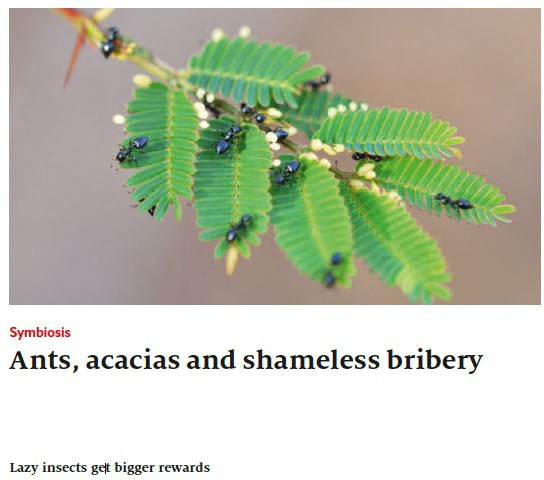 Symbiosis
Ants, acacias and shameless bribery
Lazy insects get bigger rewards